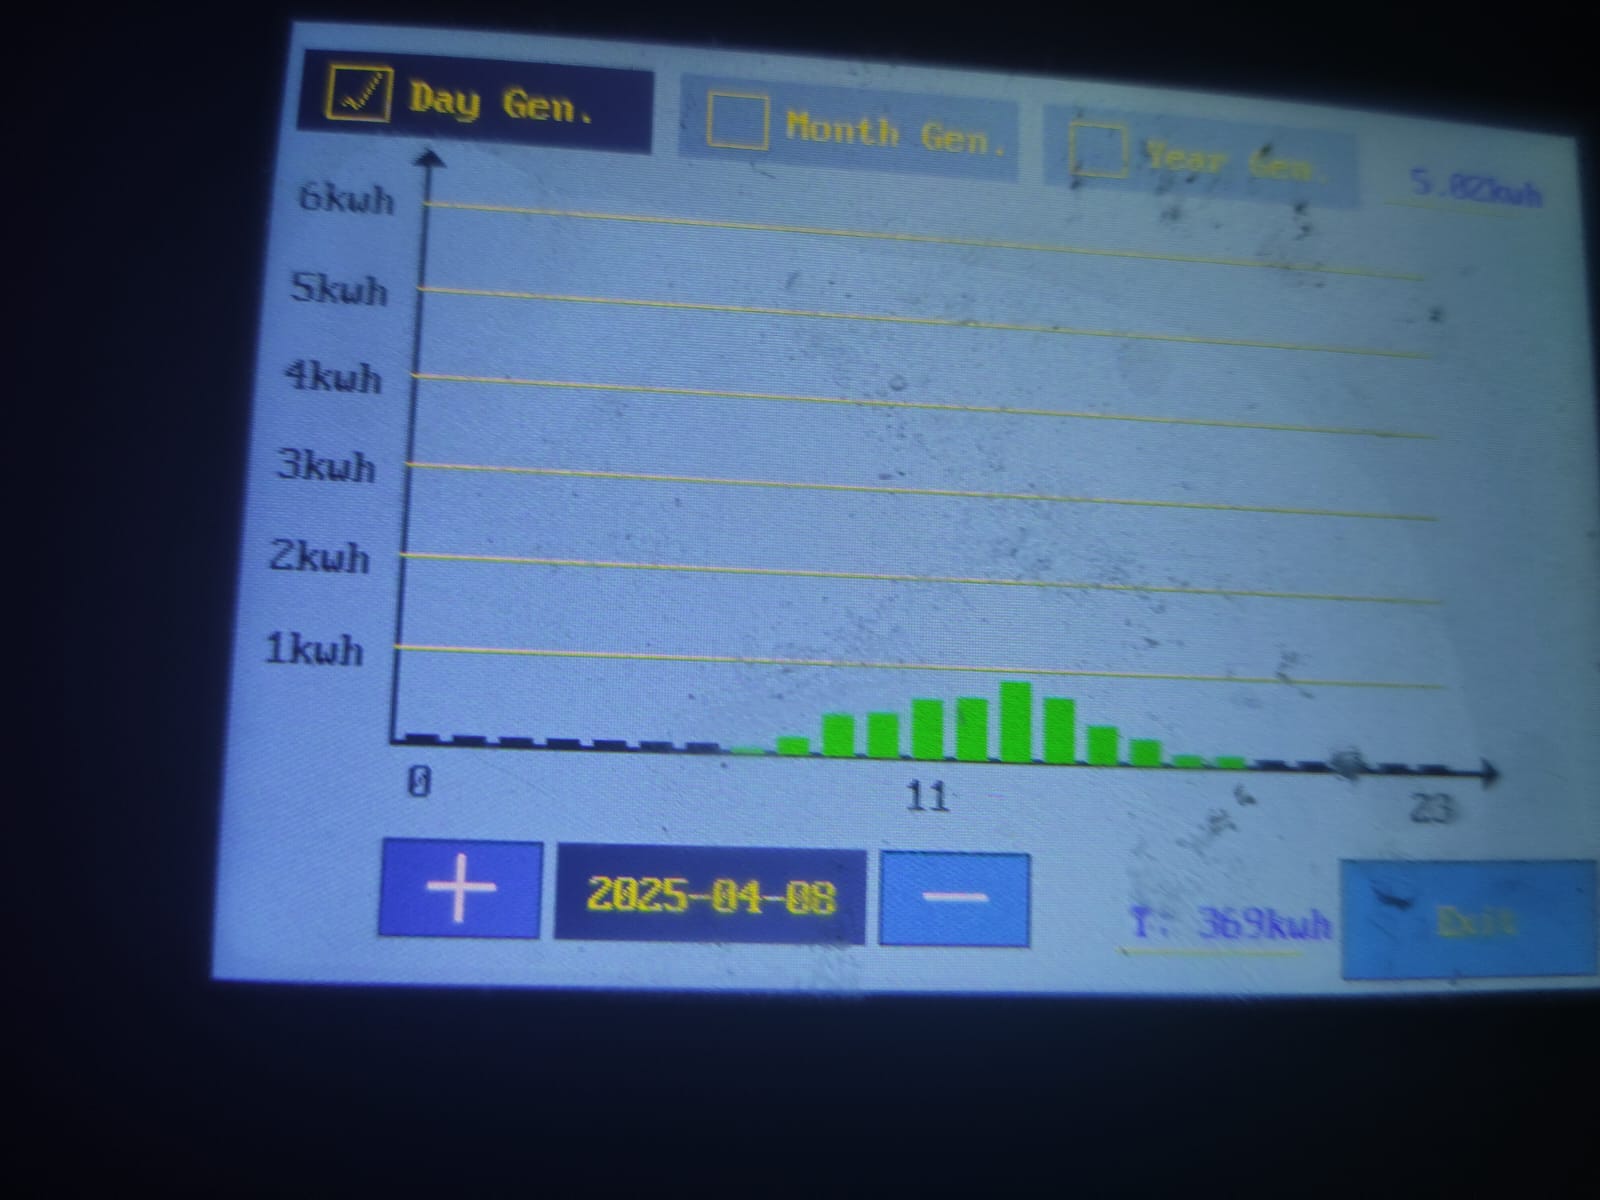 Day Gen. Month Gen. Year Gen. 5.02kwh
6kwh
5kwh
4kwh
3kwh
2kwh
1kwh
0 11 23
+ 2025-04-08 − T: 369kwh Exit